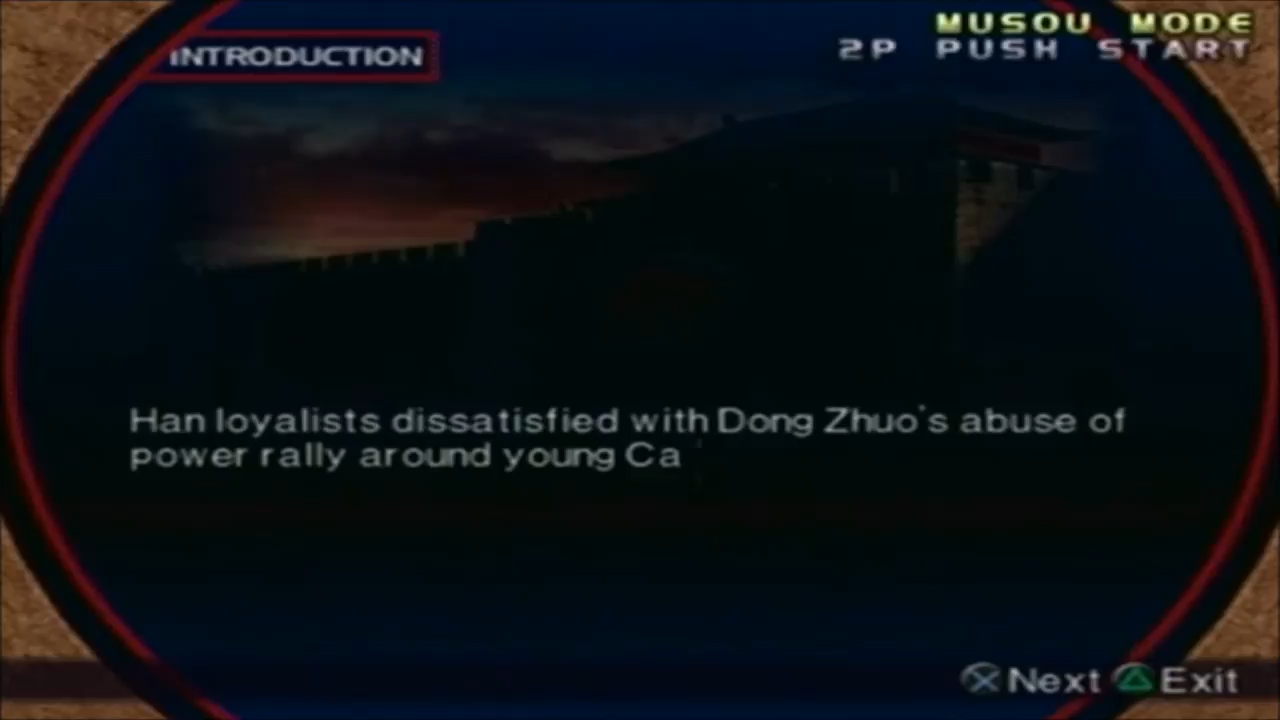 MUSOU MODE
INTRODUCTION
2P PUSH START
Han loyalists dissatisfied with Dong Zhuo's abuse of
power rally around young Ca
Next Exit